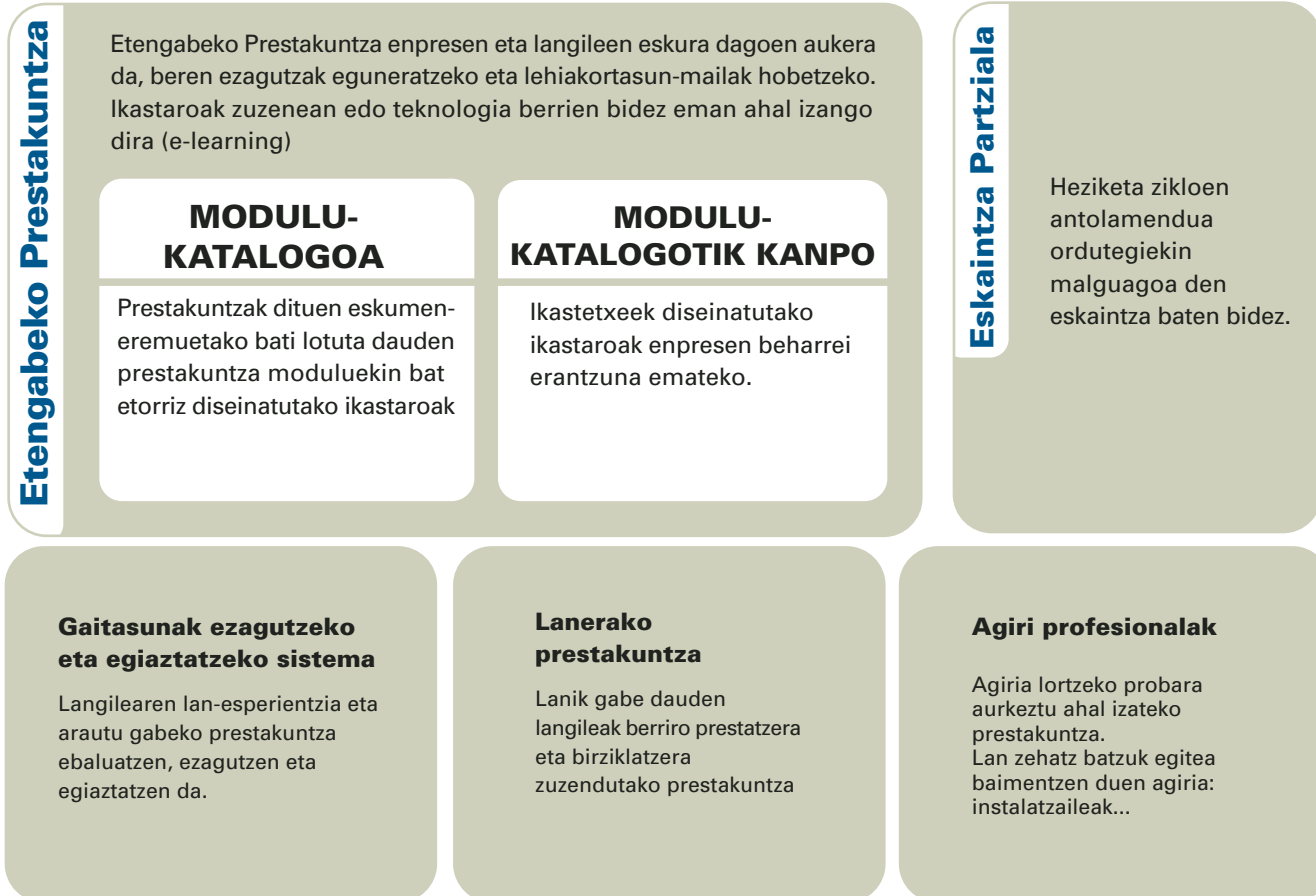 Etengabeko Prestakuntza
Etengabeko Prestakuntza enpresen eta langileen eskura dagoen aukera
da, beren ezagutzak eguneratzeko eta lehiakortasun-mailak hobetzeko.
Ikastaroak zuzenean edo teknologia berrien bidez eman ahal izango
dira (e-learning)
MODULU-
KATALOGOA
Prestakuntzak dituen eskumen-
eremuetako bati lotuta dauden
prestakuntza moduluekin bat
etorriz diseinatutako ikastaroak
MODULU-
KATALOGOTIK KANPO
Ikastetxeek diseinatutako
ikastaroak enpresen beharrei
erantzuna emateko.
Eskaintza Partziala
Heziketa zikloen
antolamendua
ordutegiekin
malguagoa den
eskaintza baten bidez.
Gaitasunak ezagutzeko
eta egiaztatzeko sistema
Langilearen lan-esperientzia eta
arautu gabeko prestakuntza
ebaluatzen, ezagutzen eta
egiaztatzen da.
Lanerako
prestakuntza
Lanik gabe dauden
langileak berriro prestatzera
eta birziklatzera
zuzendutako prestakuntza
Agiri profesionalak
Agiria lortzeko probara
aurkeztu ahal izateko
prestakuntza.
Lan zehatz batzuk egitea
baimentzen duen agiria:
instalatzaileak...